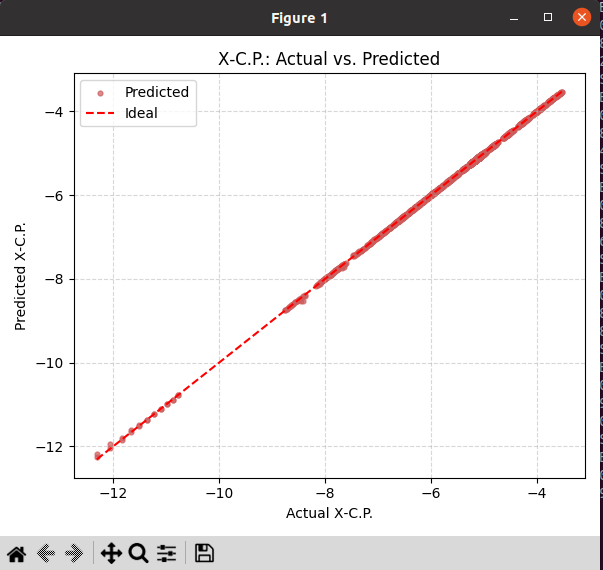 Figure 1
X-C.P.: Actual vs. Predicted
Predicted
Ideal
Predicted X-C.P.
−4
−6
−8
−10
−12
−12
−10
−8
−6
−4
Actual X-C.P.